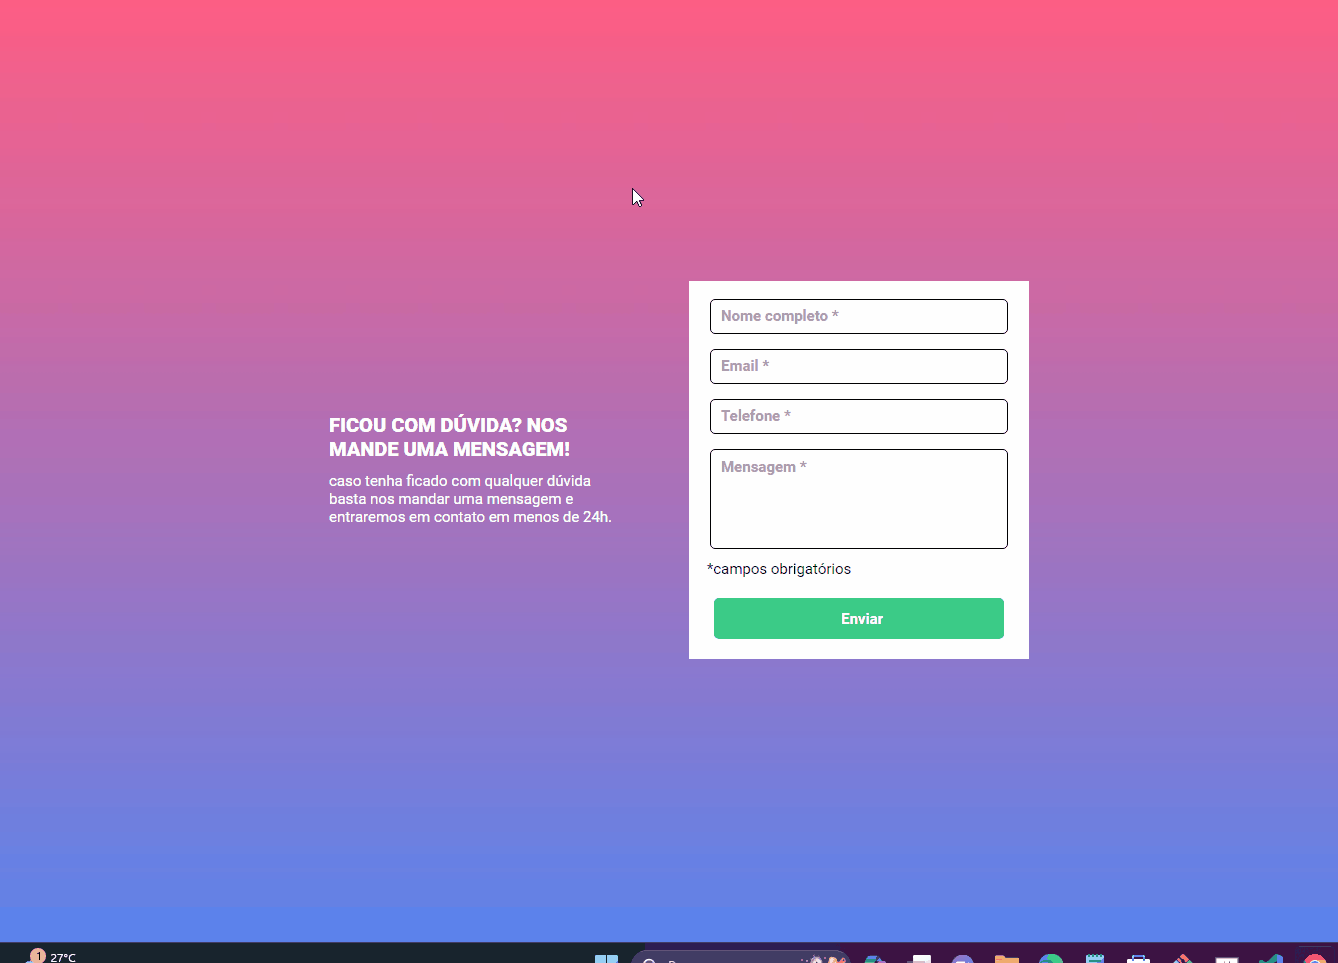 FICOU COM DÚVIDA? NOS
MANDE UMA MENSAGEM!
caso tenha ficado com qualquer dúvida
basta nos mandar uma mensagem e
entraremos em contato em menos de 24h.
Nome completo *
Email *
Telefone *
Mensagem *
*campos obrigatórios
Enviar
1
27°C